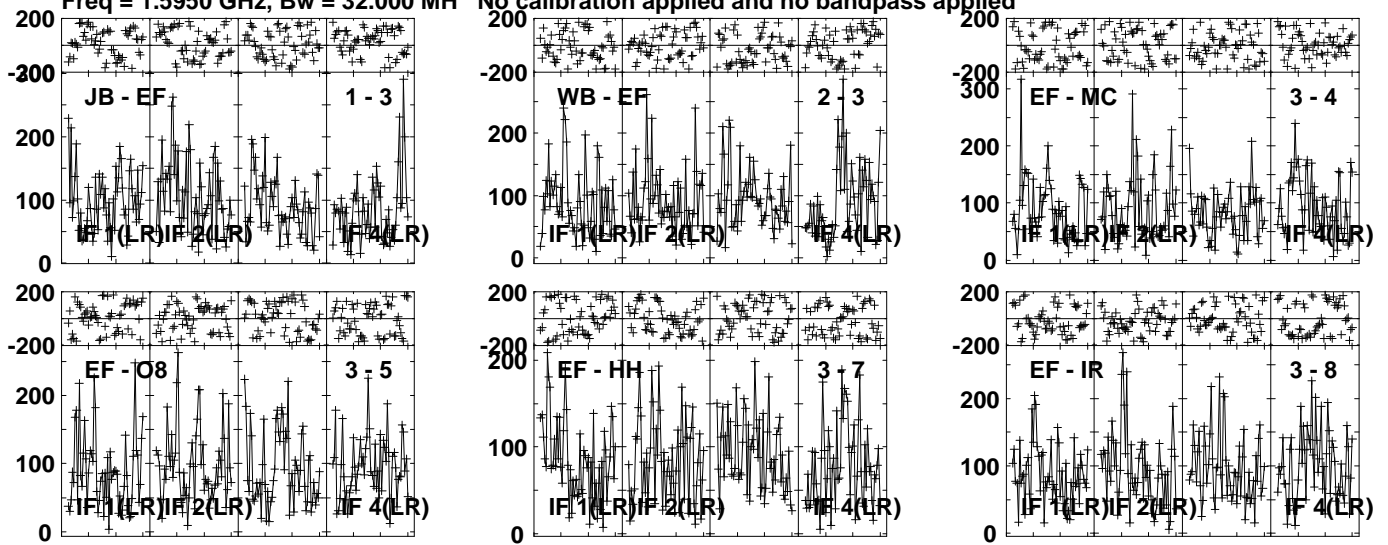 Freq = 1.5950 GHz, Bw = 32.000 MH No calibration applied and no bandpass applied
200
-200
300
JB - EF 1 - 3
200
100
IF 1(LR) IF 2(LR) IF 4(LR)
0
200
-200
WB - EF 2 - 3
200
100
IF 1(LR) IF 2(LR) IF 4(LR)
0
200
-200
300
EF - MC 3 - 4
200
100
IF 1(LR) IF 2(LR) IF 4(LR)
0
200
-200
EF - O8 3 - 5
200
100
IF 1(LR) IF 2(LR) IF 4(LR)
0
200
-200
200
EF - HH 3 - 7
100
IF 1(LR) IF 2(LR) IF 4(LR)
0
200
-200
EF - IR 3 - 8
200
100
IF 1(LR) IF 2(LR) IF 4(LR)
0